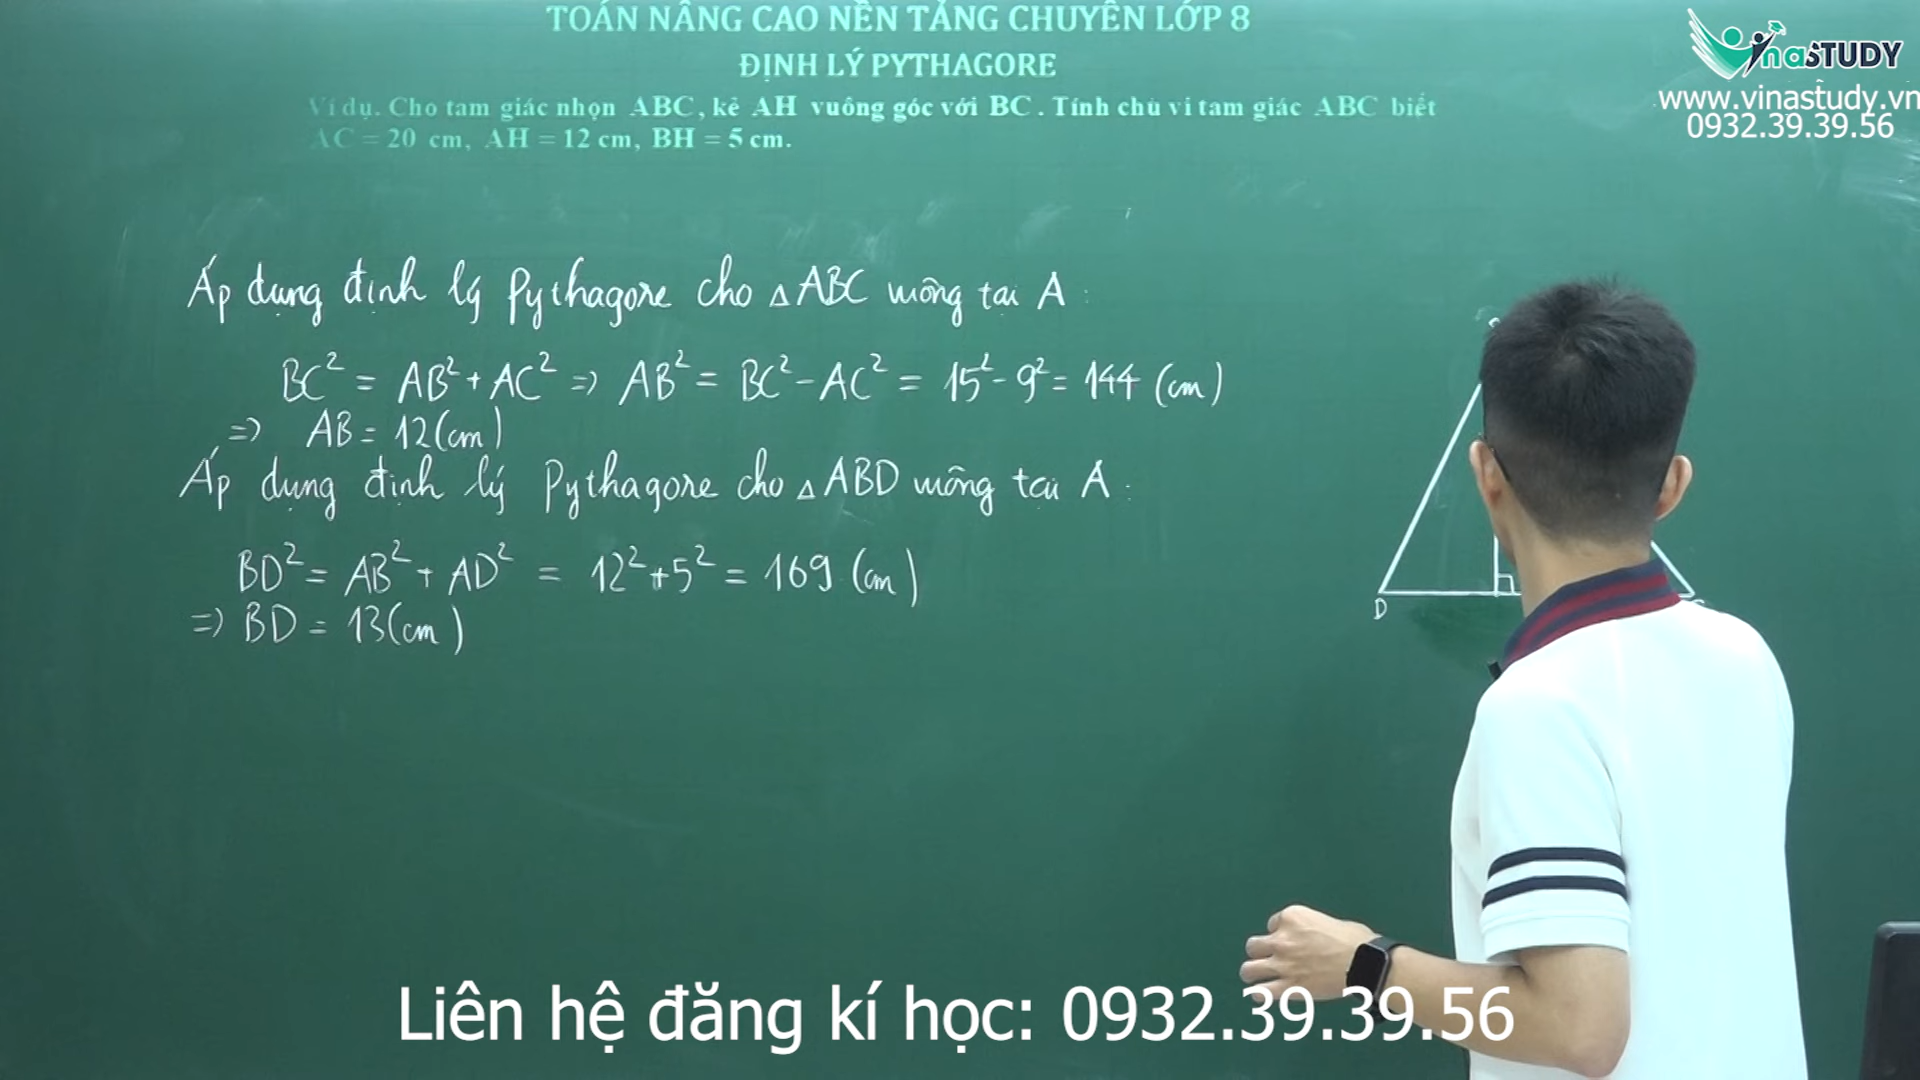 TOÁN NÂNG CAO NỀN TẢNG CHUYÊN LỚP 8
ĐỊNH LÝ PYTHAGORE
Ví dụ. Cho tam giác nhọn ABC, kẻ AH vuông góc với BC. Tính chu vi tam giác ABC biết
AC = 20 cm, AH = 12 cm, BH = 5 cm.
VinaSTUDY
www.vinastudy.vn
0932.39.39.56
Áp dụng định lý Pythagore cho △ABC vuông tại A :
BC² = AB² + AC² => AB² = BC² - AC² = 15² - 9² = 144 (cm)
=> AB = 12 (cm)
Áp dụng định lý Pythagore cho △ABD vuông tại A :
BD² = AB² + AD² = 12² + 5² = 169 (cm)
=> BD = 13 (cm)
D
Liên hệ đăng kí học: 0932.39.39.56